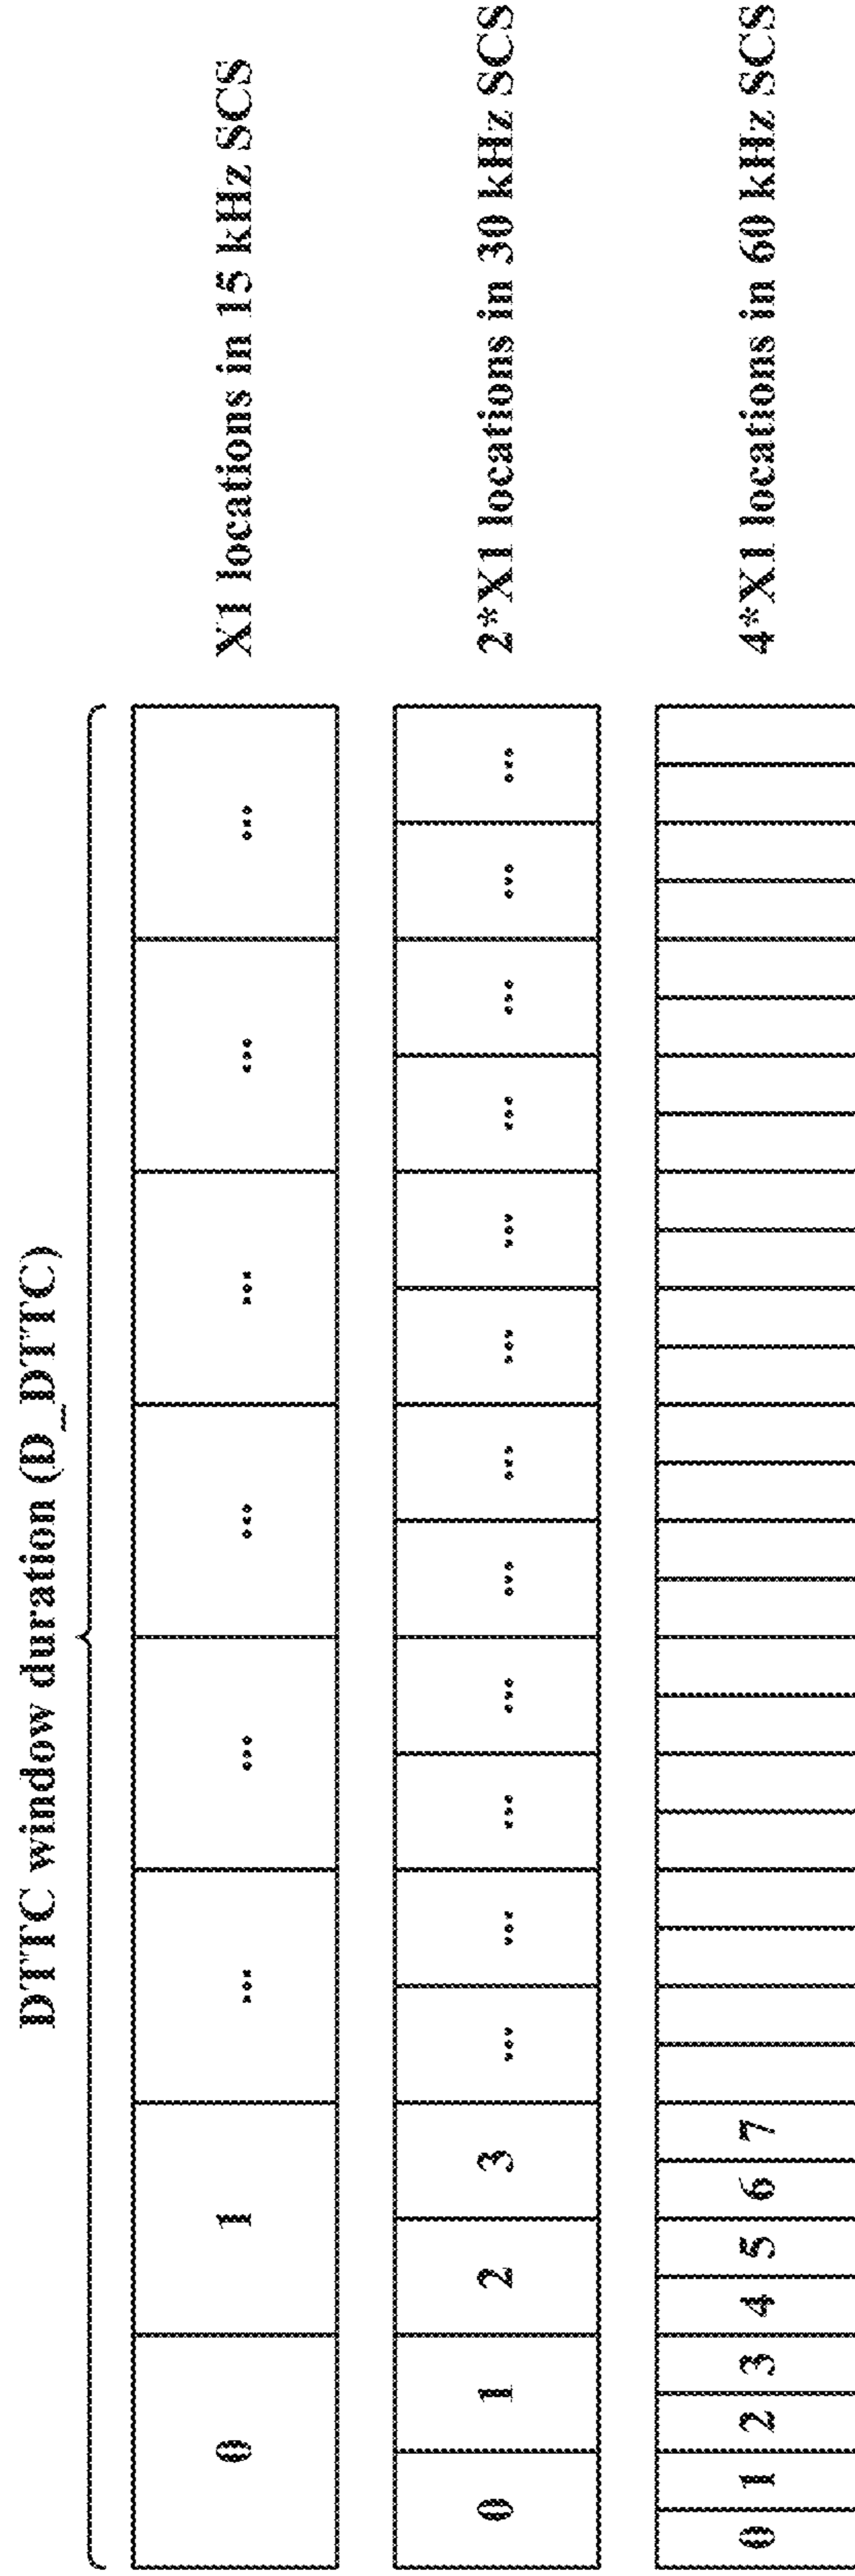 DTTC window duration (D_DTTC)
0 1 ... ... ... ... ... ... X1 locations in 15 kHz SCS
0 1 2 3 ... ... ... ... ... ... ... ... ... ... ... ... 2*X1 locations in 30 kHz SCS
0 1 2 3 4 5 6 7 4*X1 locations in 60 kHz SCS